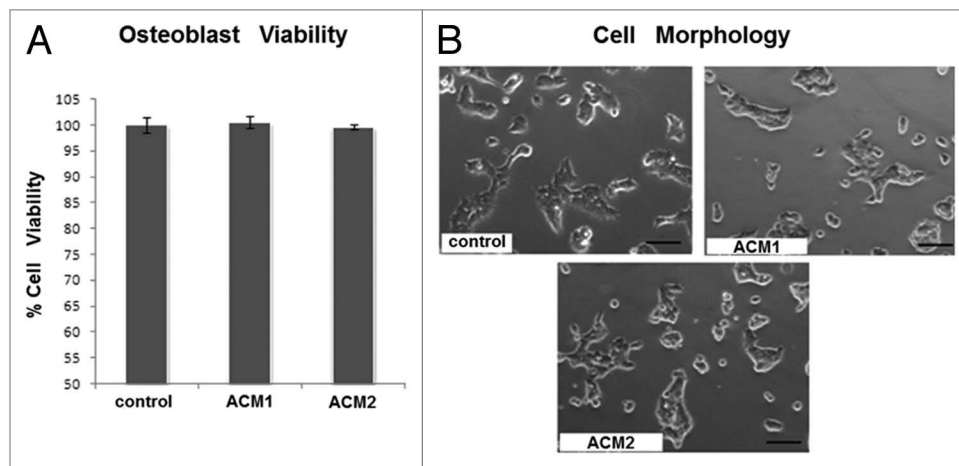 A
Osteoblast Viability
% Cell Viability
105
100
95
90
85
80
75
70
65
60
55
50
control
ACM1
ACM2
B
Cell Morphology
control
ACM1
ACM2